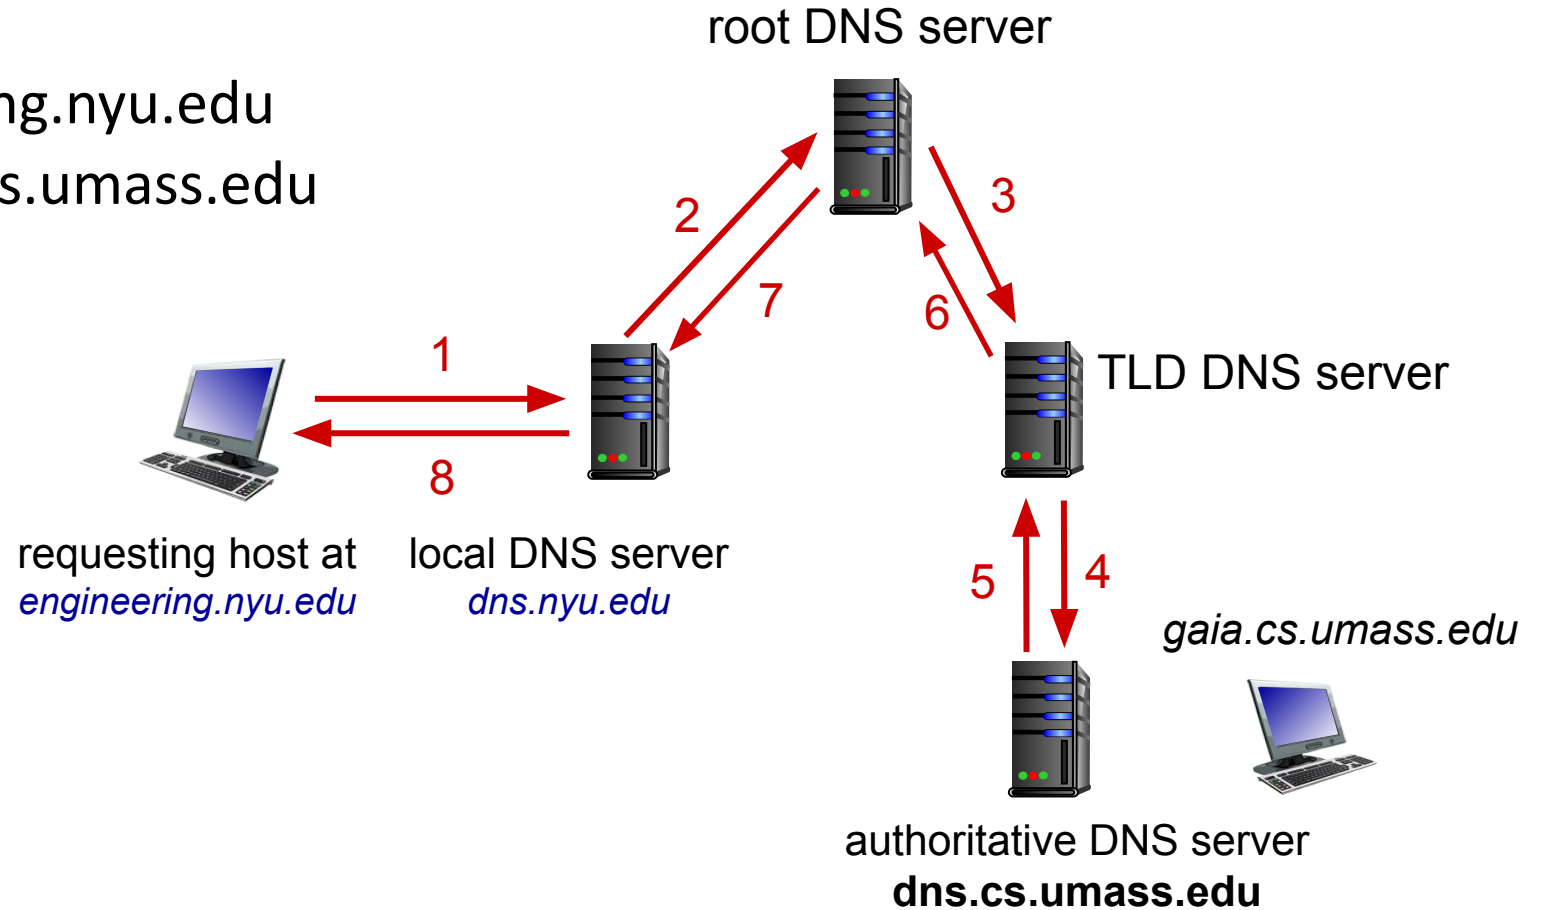 root DNS server
ng.nyu.edu
s.umass.edu
2
3
7
6
1
TLD DNS server
8
requesting host at
engineering.nyu.edu
local DNS server
dns.nyu.edu
5
4
gaia.cs.umass.edu
authoritative DNS server
dns.cs.umass.edu